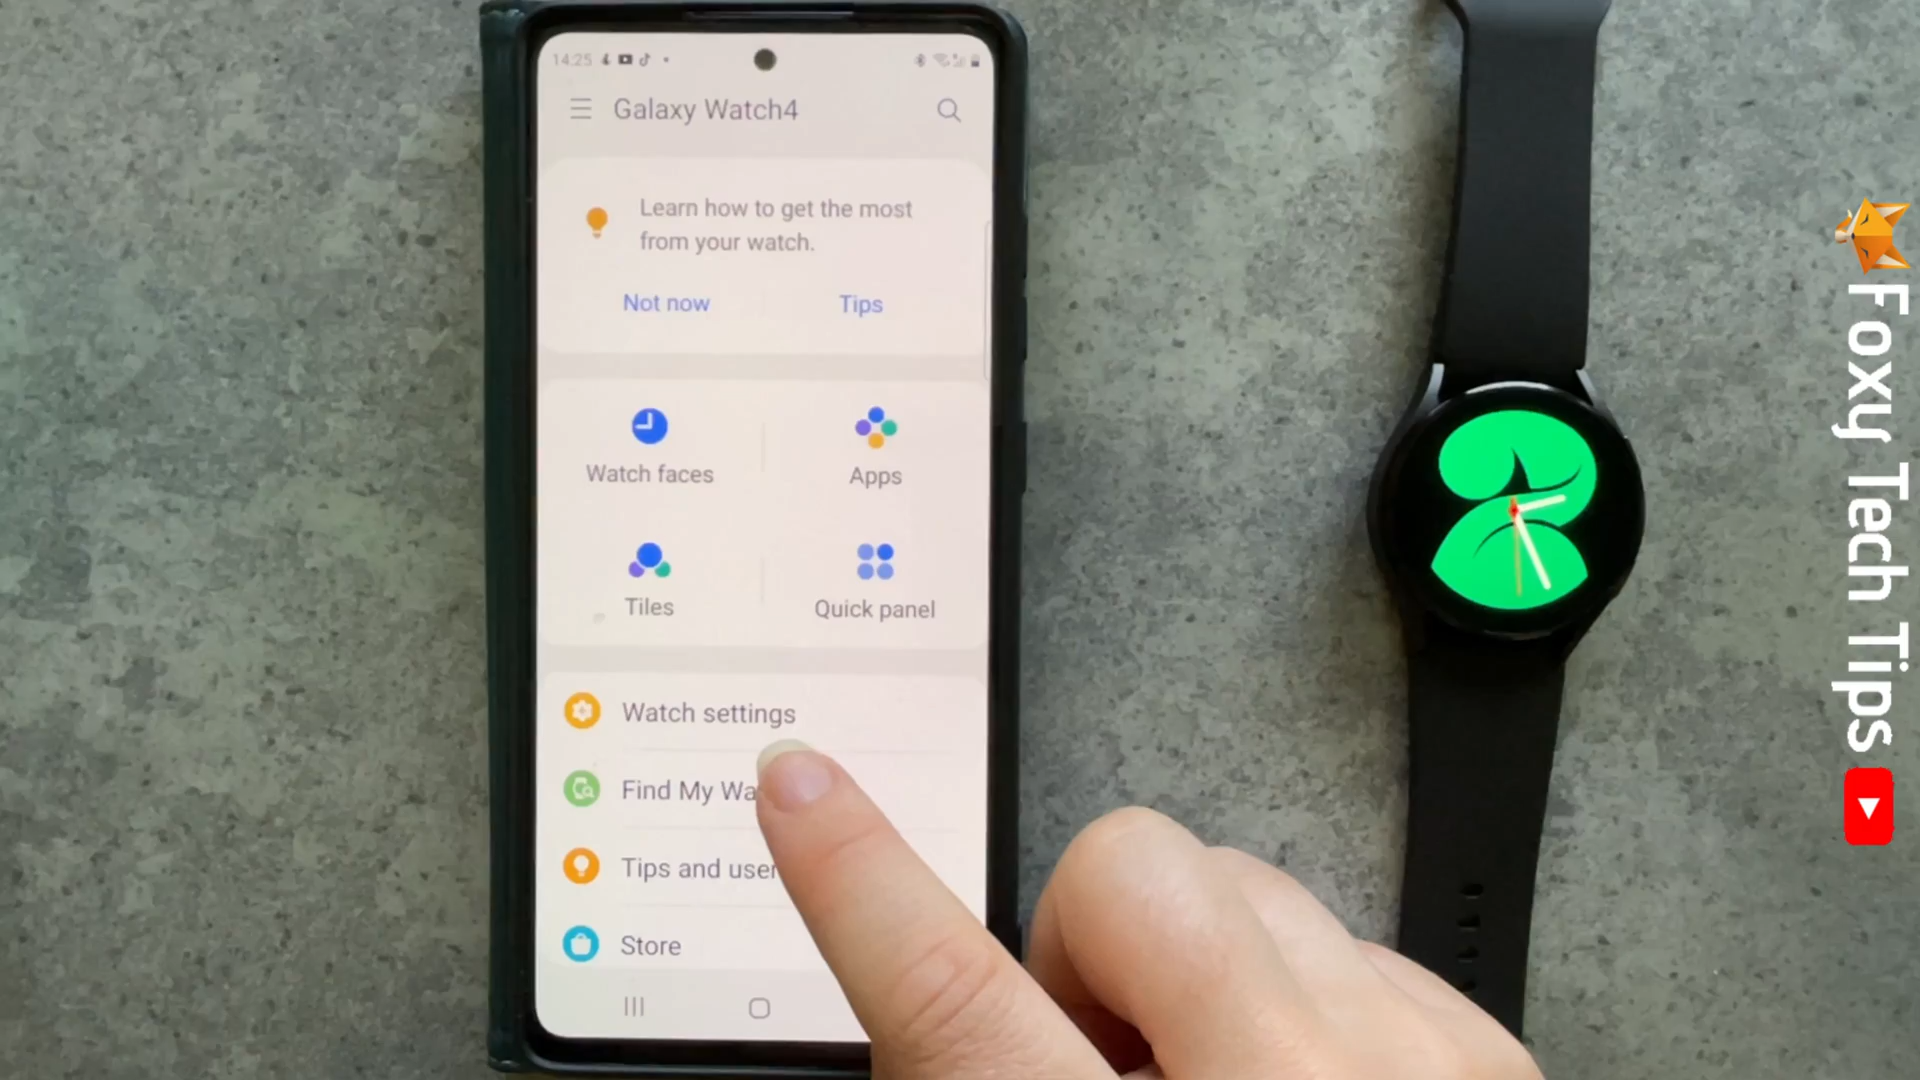 14:25
Galaxy Watch4
Learn how to get the most
from your watch.
Not now
Tips
Watch faces
Apps
Tiles
Quick panel
Watch settings
Find My Wa
Tips and user
Store
Foxy Tech Tips